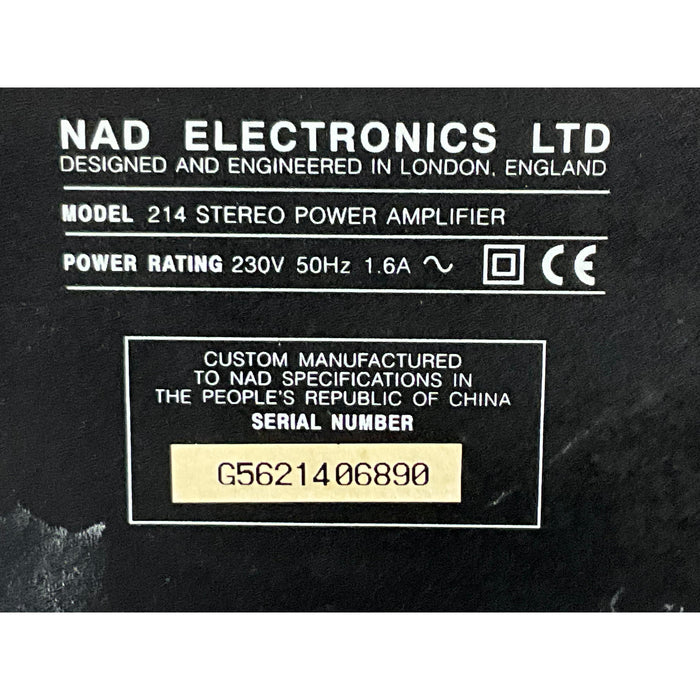 NAD ELECTRONICS LTD
DESIGNED AND ENGINEERED IN LONDON, ENGLAND
MODEL 214 STEREO POWER AMPLIFIER
POWER RATING 230V 50Hz 1.6A ~ CE
CUSTOM MANUFACTURED
TO NAD SPECIFICATIONS IN
THE PEOPLE'S REPUBLIC OF CHINA
SERIAL NUMBER
G5621406890